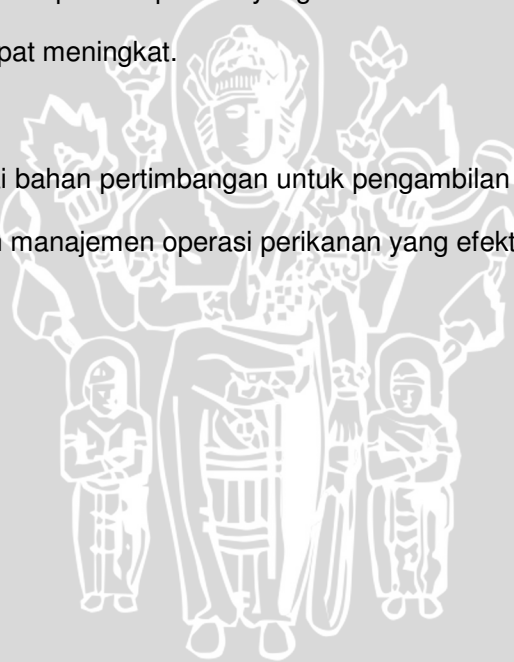 pat meningkat.
i bahan pertimbangan untuk pengambilan
manajemen operasi perikanan yang efekt